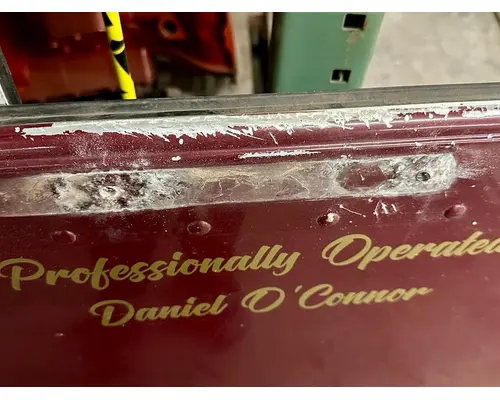 Professionally Operated
Daniel O'Connor